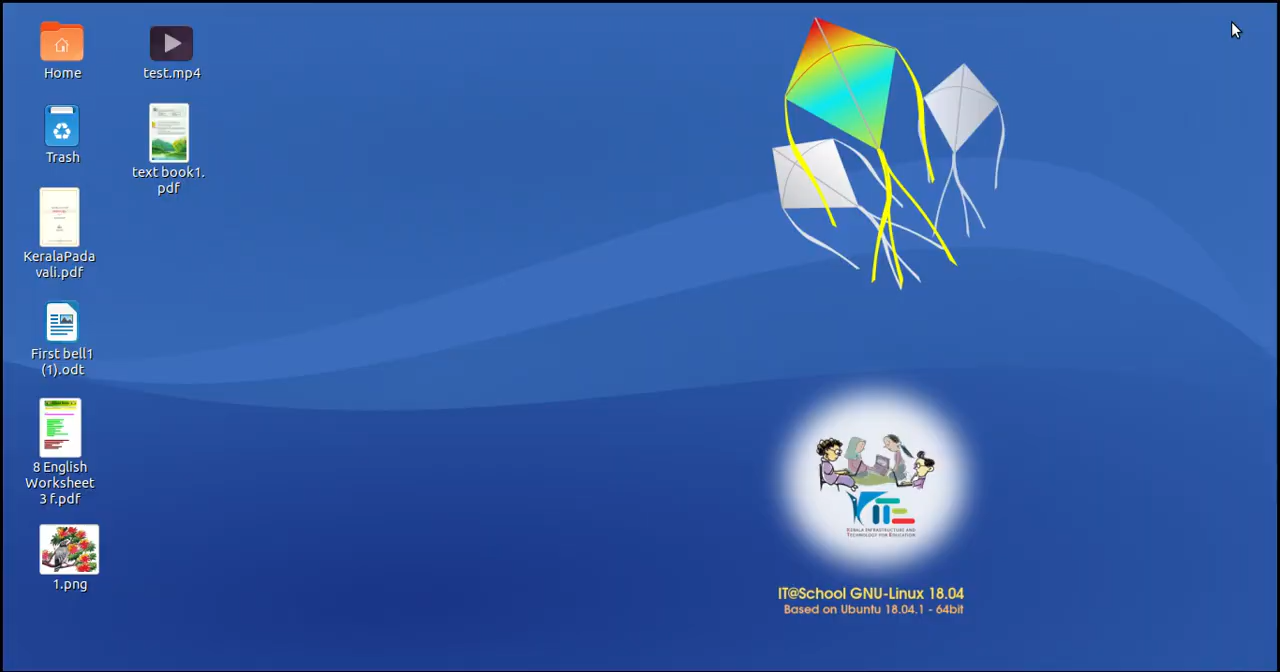 Home
test.mp4
Trash
text book1.
pdf
KeralaPada
vali.pdf
First bell1
(1).odt
8 English
Worksheet
3 f.pdf
1.png
KERALA INFRASTRUCTURE AND
TECHNOLOGY FOR EDUCATION
IT@School GNU-Linux 18.04
Based on Ubuntu 18.04.1 - 64bit